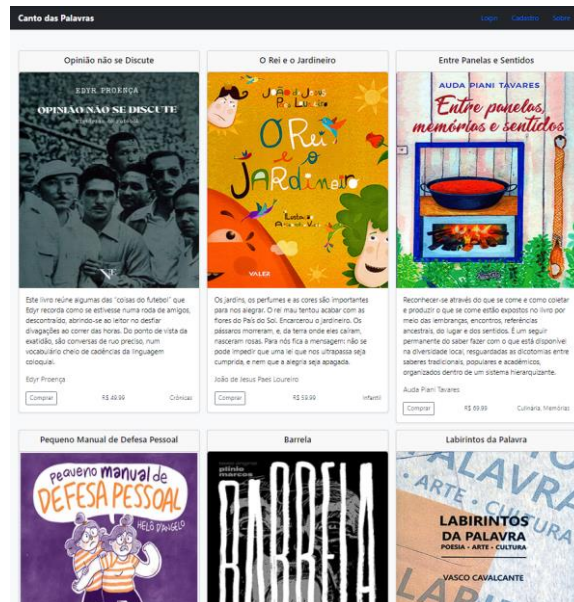 Canto das Palavras
Login Cadastro Sobre
Opinião não se Discute
EDYR PROENÇA
OPINIÃO NÃO SE DISCUTE
Este livro reúne algumas das "coisas do futebol" que
Edyr recorda como se estivesse numa roda de amigos,
descontraído, abrindo-se ao leitor no desfiar
divagações ao correr das horas. Do ponto de vista da
exatidão, são conversas de ruo preciso, num
vocabulário cheio de cadências da linguagem
coloquial.
Edyr Proença
Comprar R$ 49.99 Crônicas
O Rei e o Jardineiro
João de Jesus
Paes Loureiro
O Rei
e o
JARdineiro
VALER
Os jardins, os perfumes e as cores são importantes
para nos alegrar. O rei mau tentou acabar com as
flores do País do Sol. Encarcerou o jardineiro. Os
pássaros morreram, e, da terra onde eles caíram,
nasceram rosas. Para nós fica a mensagem: não se
pode impedir que uma lei que nos ultrapassa seja
cumprida, e nem que a alegria seja apagada.
João de Jesus Paes Loureiro
Comprar R$ 59.99 Infantil
Entre Panelas e Sentidos
AUDA PIANI TAVARES
Entre panelas,
memórias e sentidos
Reconhecer-se através do que se come e como coletar
e produzir o que se come estão expostos no livro por
meio das lembranças, encontros, referências
ancestrais, do lugar e dos sentidos. É um seguir
permanente do saber fazer com o que está disponível
na diversidade local, resguardadas as dicotomias entre
saberes tradicionais, populares e acadêmicos,
organizados dentro de um sistema hierarquizante.
Auda Piani Tavares
Comprar R$ 69.99 Culinária, Memórias
Pequeno Manual de Defesa Pessoal
pequeno manual de
DEFESA PESSOAL
HELÔ D'ANGELO
Barrela
plínio
marcos
BARRELA
Labirintos da Palavra
ARTE • CULTURA
LABIRINTOS
DA PALAVRA
POESIA - ARTE - CULTURA
VASCO CAVALCANTE